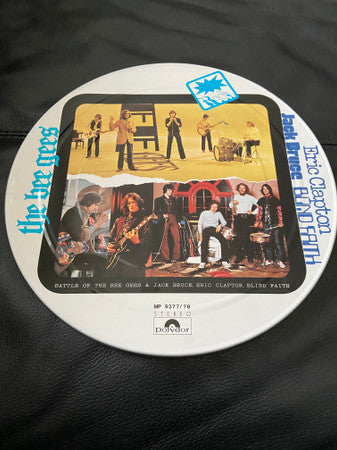 the bee gees
Eric Clapton
Jack Bruce
BLIND FAITH
BATTLE OF THE BEE GEES & JACK BRUCE, ERIC CLAPTON, BLIND FAITH
MP 9377/78
STEREO
Polydor